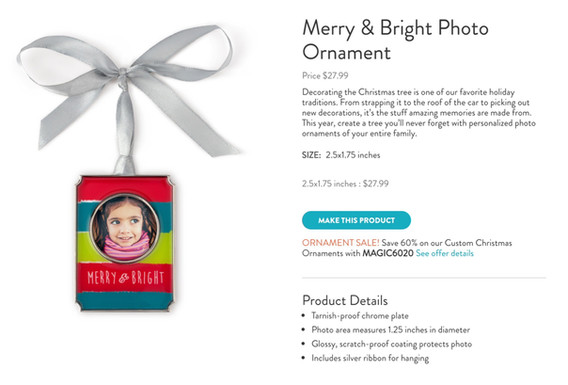 Merry & Bright Photo
Ornament
Price $27.99
Decorating the Christmas tree is one of our favorite holiday
traditions. From strapping it to the roof of the car to picking out
new decorations, it's the stuff amazing memories are made from.
This year, create a tree you'll never forget with personalized photo
ornaments of your entire family.
SIZE: 2.5x1.75 inches
2.5x1.75 inches : $27.99
MAKE THIS PRODUCT
ORNAMENT SALE! Save 60% on our Custom Christmas
Ornaments with MAGIC6020 See offer details
MERRY & BRIGHT
Product Details
• Tarnish-proof chrome plate
• Photo area measures 1.25 inches in diameter
• Glossy, scratch-proof coating protects photo
• Includes silver ribbon for hanging